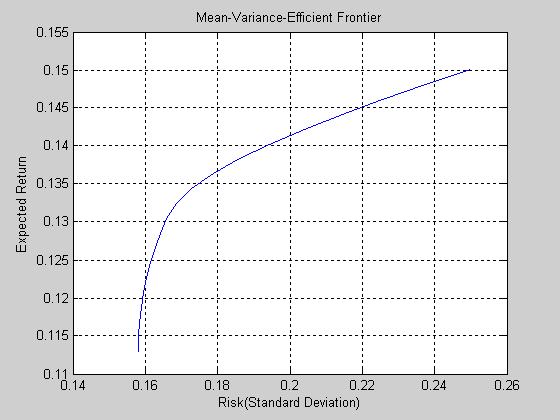 Mean-Variance-Efficient Frontier
0.155
0.15
0.145
0.14
0.135
0.13
0.125
0.12
0.115
0.11
Expected Return
0.14 0.16 0.18 0.2 0.22 0.24 0.26
Risk(Standard Deviation)